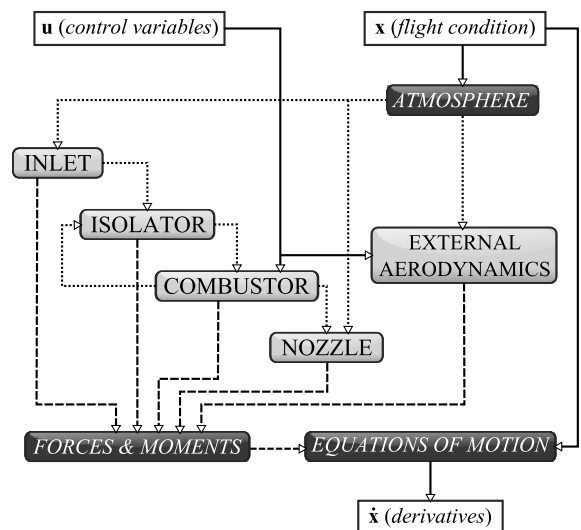 u (control variables)
x (flight condition)
ATMOSPHERE
INLET
ISOLATOR
EXTERNAL
AERODYNAMICS
COMBUSTOR
NOZZLE
FORCES & MOMENTS
EQUATIONS OF MOTION
ẋ (derivatives)